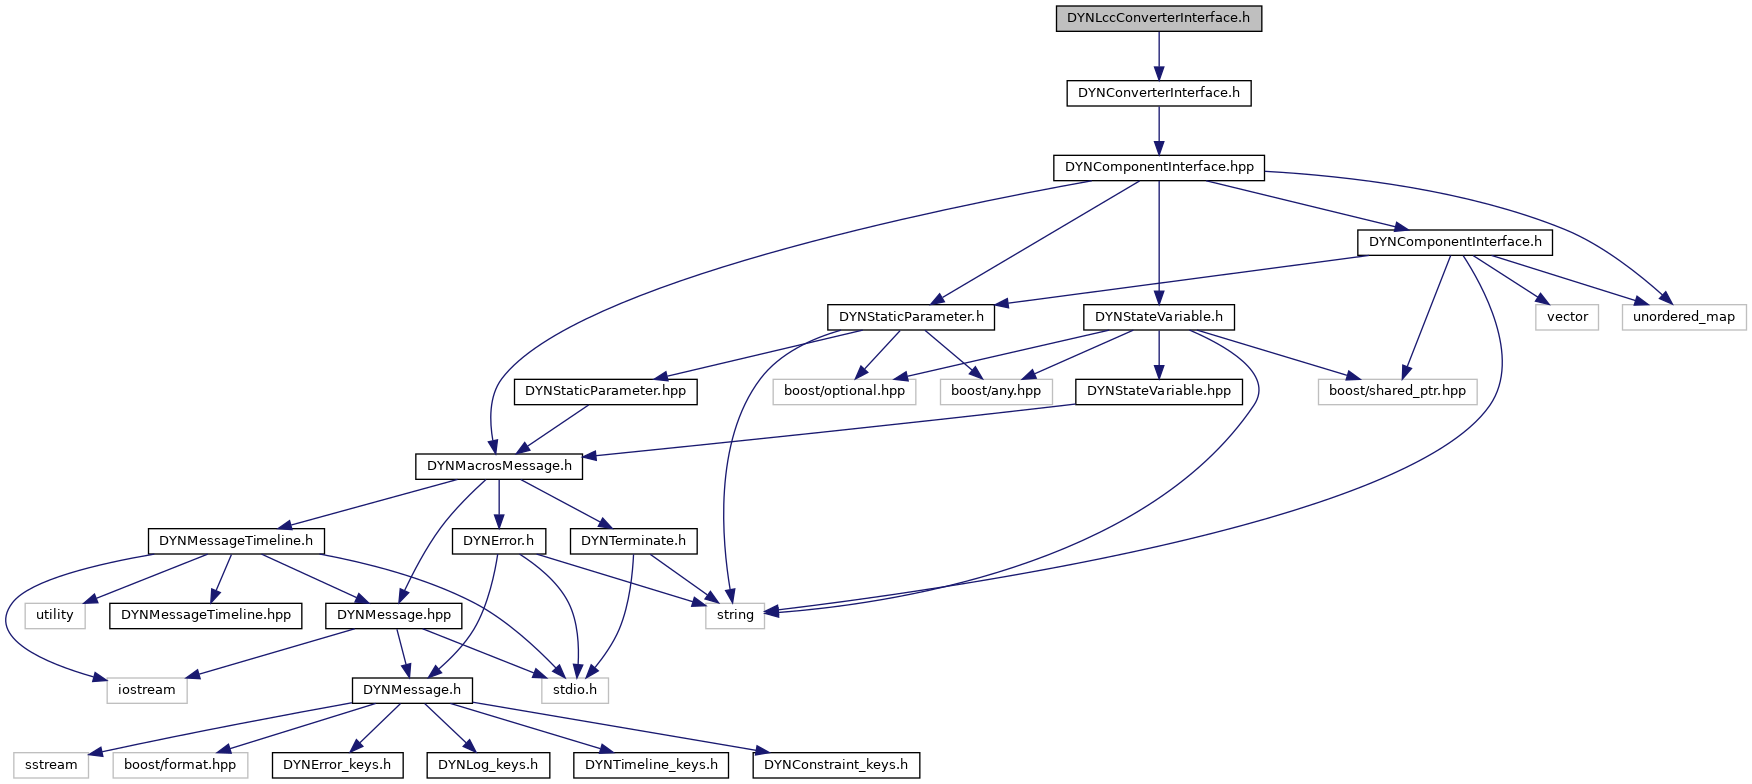 DYNLccConverterInterface.h
DYNConverterInterface.h
DYNComponentInterface.hpp
DYNComponentInterface.h
DYNStaticParameter.h
DYNStateVariable.h
vector
unordered_map
DYNStaticParameter.hpp
boost/optional.hpp
boost/any.hpp
DYNStateVariable.hpp
boost/shared_ptr.hpp
DYNMacrosMessage.h
DYNMessageTimeline.h
DYNError.h
DYNTerminate.h
utility
DYNMessageTimeline.hpp
DYNMessage.hpp
string
iostream
DYNMessage.h
stdio.h
sstream
boost/format.hpp
DYNError_keys.h
DYNLog_keys.h
DYNTimeline_keys.h
DYNConstraint_keys.h